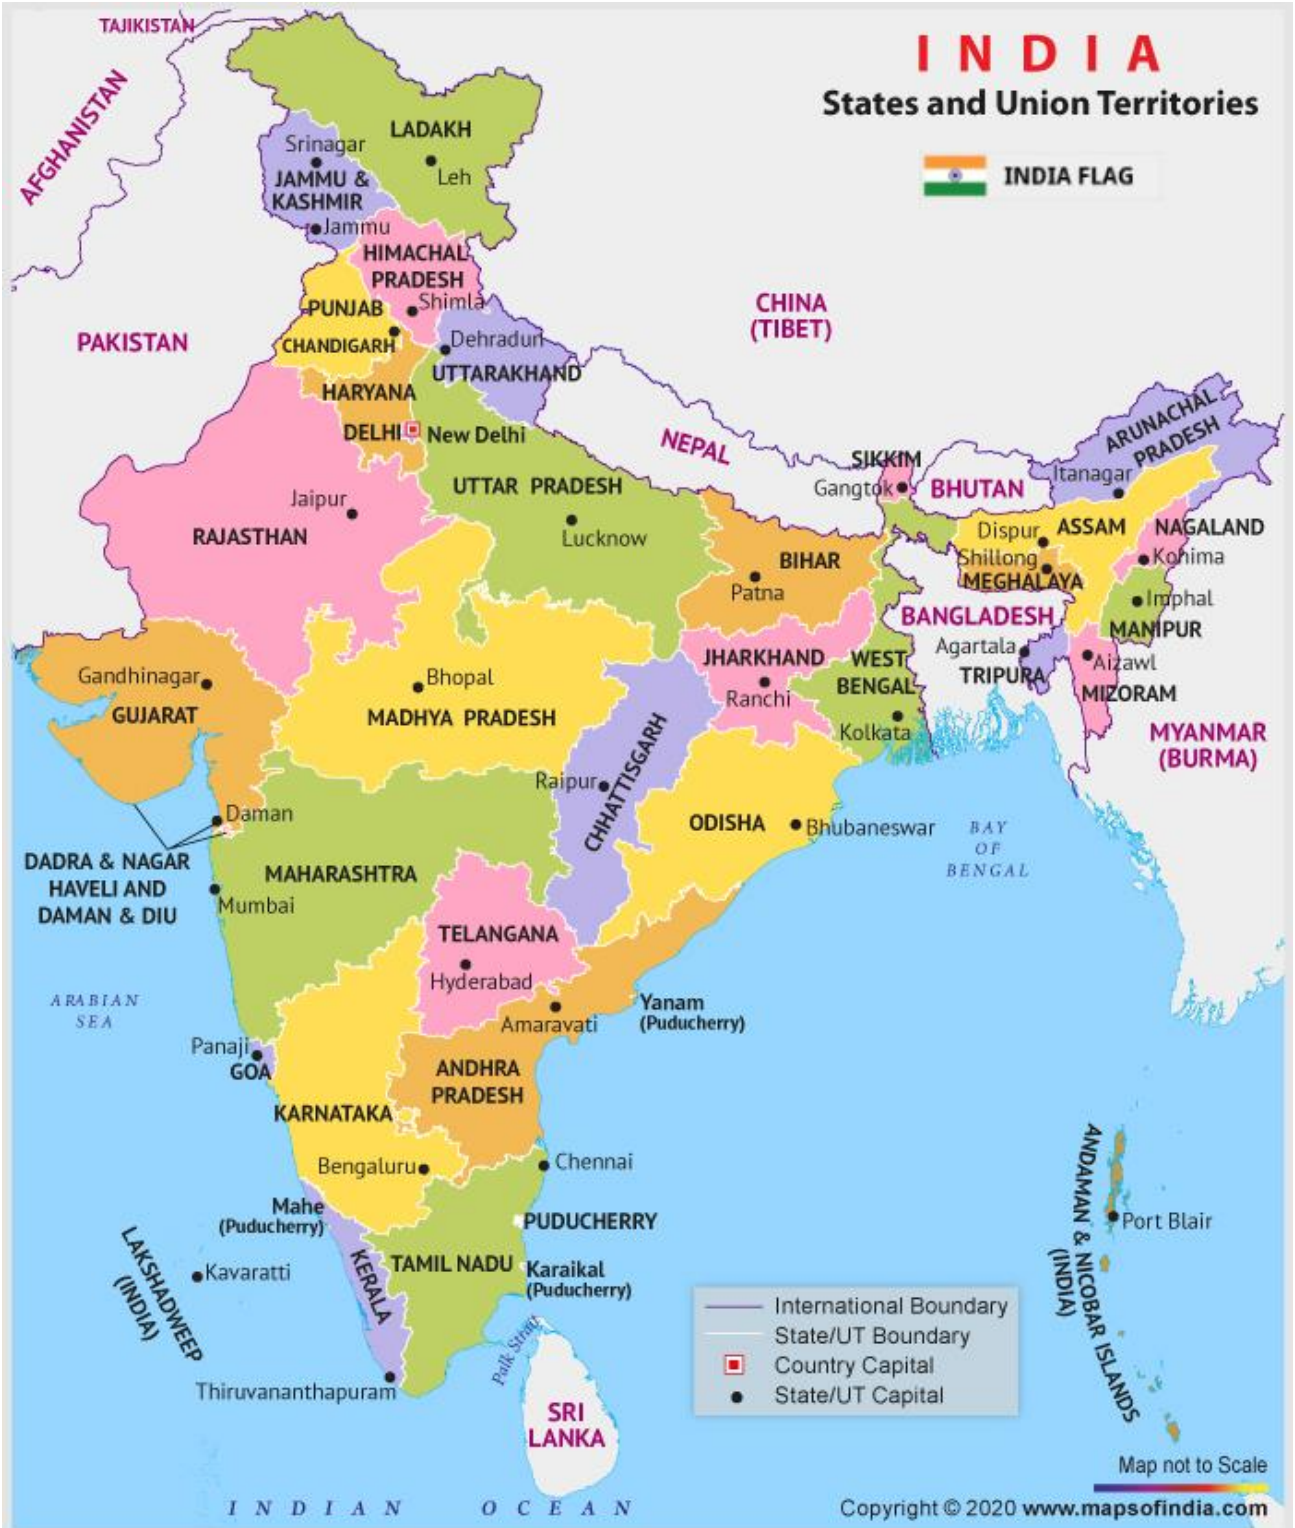 TAJIKISTAN
AFGHANISTAN
INDIA
States and Union Territories
INDIA FLAG
LADAKH
Srinagar
Leh
JAMMU &
KASHMIR
Jammu
HIMACHAL
PRADESH
Shimla
PUNJAB
CHANDIGARH
Dehradun
UTTARAKHAND
CHINA
(TIBET)
PAKISTAN
HARYANA
DELHI
New Delhi
NEPAL
SIKKIM
Gangtok
BHUTAN
ARUNACHAL
PRADESH
Itanagar
UTTAR PRADESH
Lucknow
Jaipur
RAJASTHAN
BIHAR
Patna
Dispur
ASSAM
NAGALAND
Shillong
Kohima
MEGHALAYA
Imphal
MANIPUR
BANGLADESH
Agartala
TRIPURA
Aizawl
MIZORAM
MYANMAR
(BURMA)
Gandhinagar
GUJARAT
Bhopal
MADHYA PRADESH
JHARKHAND
Ranchi
WEST
BENGAL
Kolkata
Raipur
CHHATTISGARH
ODISHA
Bhubaneswar
BAY
OF
BENGAL
Daman
DADRA & NAGAR
HAVELI AND
DAMAN & DIU
MAHARASHTRA
Mumbai
TELANGANA
Hyderabad
ARABIAN
SEA
Amaravati
Yanam
(Puducherry)
Panaji
GOA
ANDHRA
PRADESH
KARNATAKA
Bengaluru
Chennai
Mahe
(Puducherry)
PUDUCHERRY
KERALA
TAMIL NADU
Karaikal
(Puducherry)
LAKSHADWEEP
(INDIA)
Kavaratti
Thiruvananthapuram
Palk Strait
SRI
LANKA
ANDAMAN & NICOBAR ISLANDS
(INDIA)
Port Blair
International Boundary
State/UT Boundary
Country Capital
State/UT Capital
INDIAN OCEAN
Map not to Scale
Copyright © 2020 www.mapsofindia.com